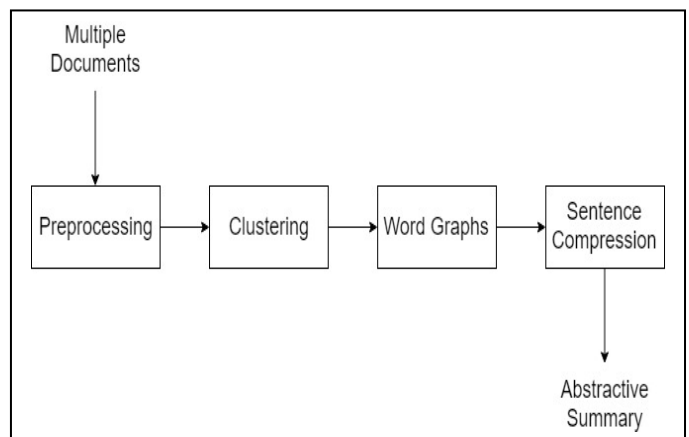 Multiple
Documents
Preprocessing
Clustering
Word Graphs
Sentence
Compression
Abstractive
Summary